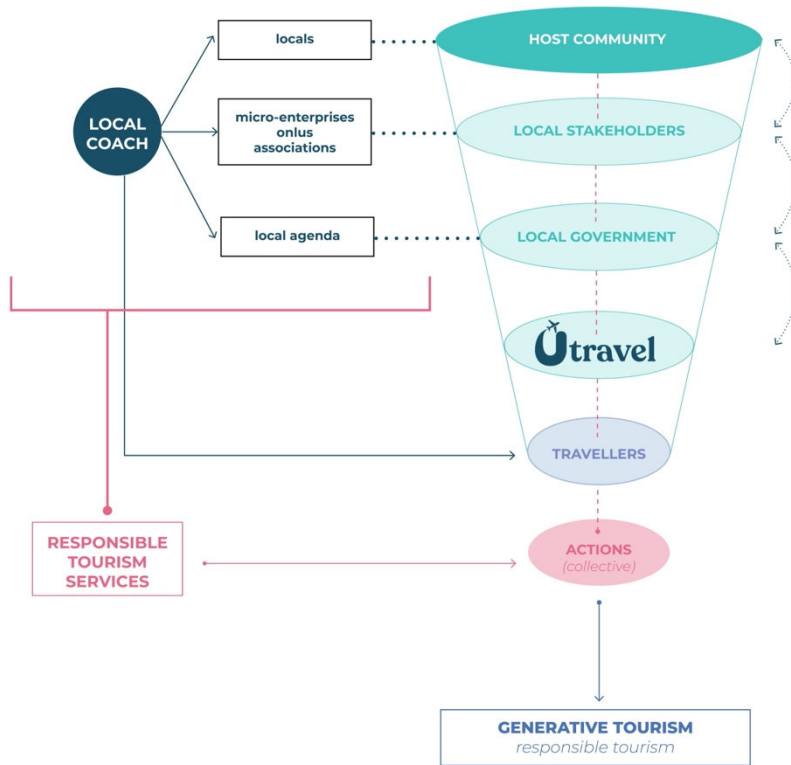 locals
HOST COMMUNITY
LOCAL
COACH
micro-enterprises
onlus
associations
LOCAL STAKEHOLDERS
local agenda
LOCAL GOVERNMENT
Utravel
TRAVELLERS
RESPONSIBLE
TOURISM
SERVICES
ACTIONS
(collective)
GENERATIVE TOURISM
responsible tourism